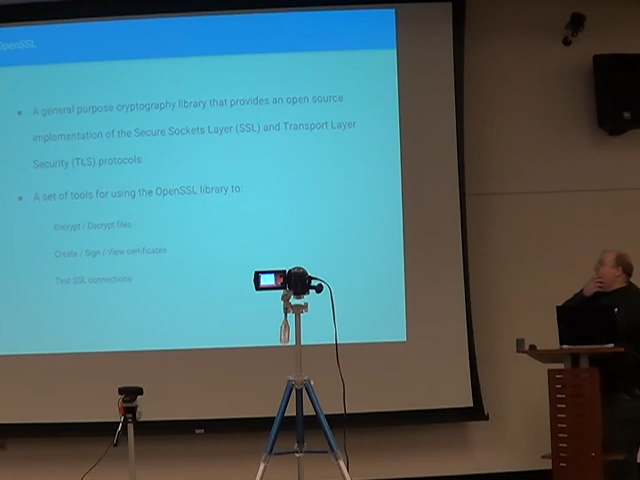 OpenSSL
• A general purpose cryptography library that provides an open source
implementation of the Secure Sockets Layer (SSL) and Transport Layer
Security (TLS) protocols
• A set of tools for using the OpenSSL library to:
Encrypt / Decrypt files
Create / Sign / View certificates
Test SSL connections